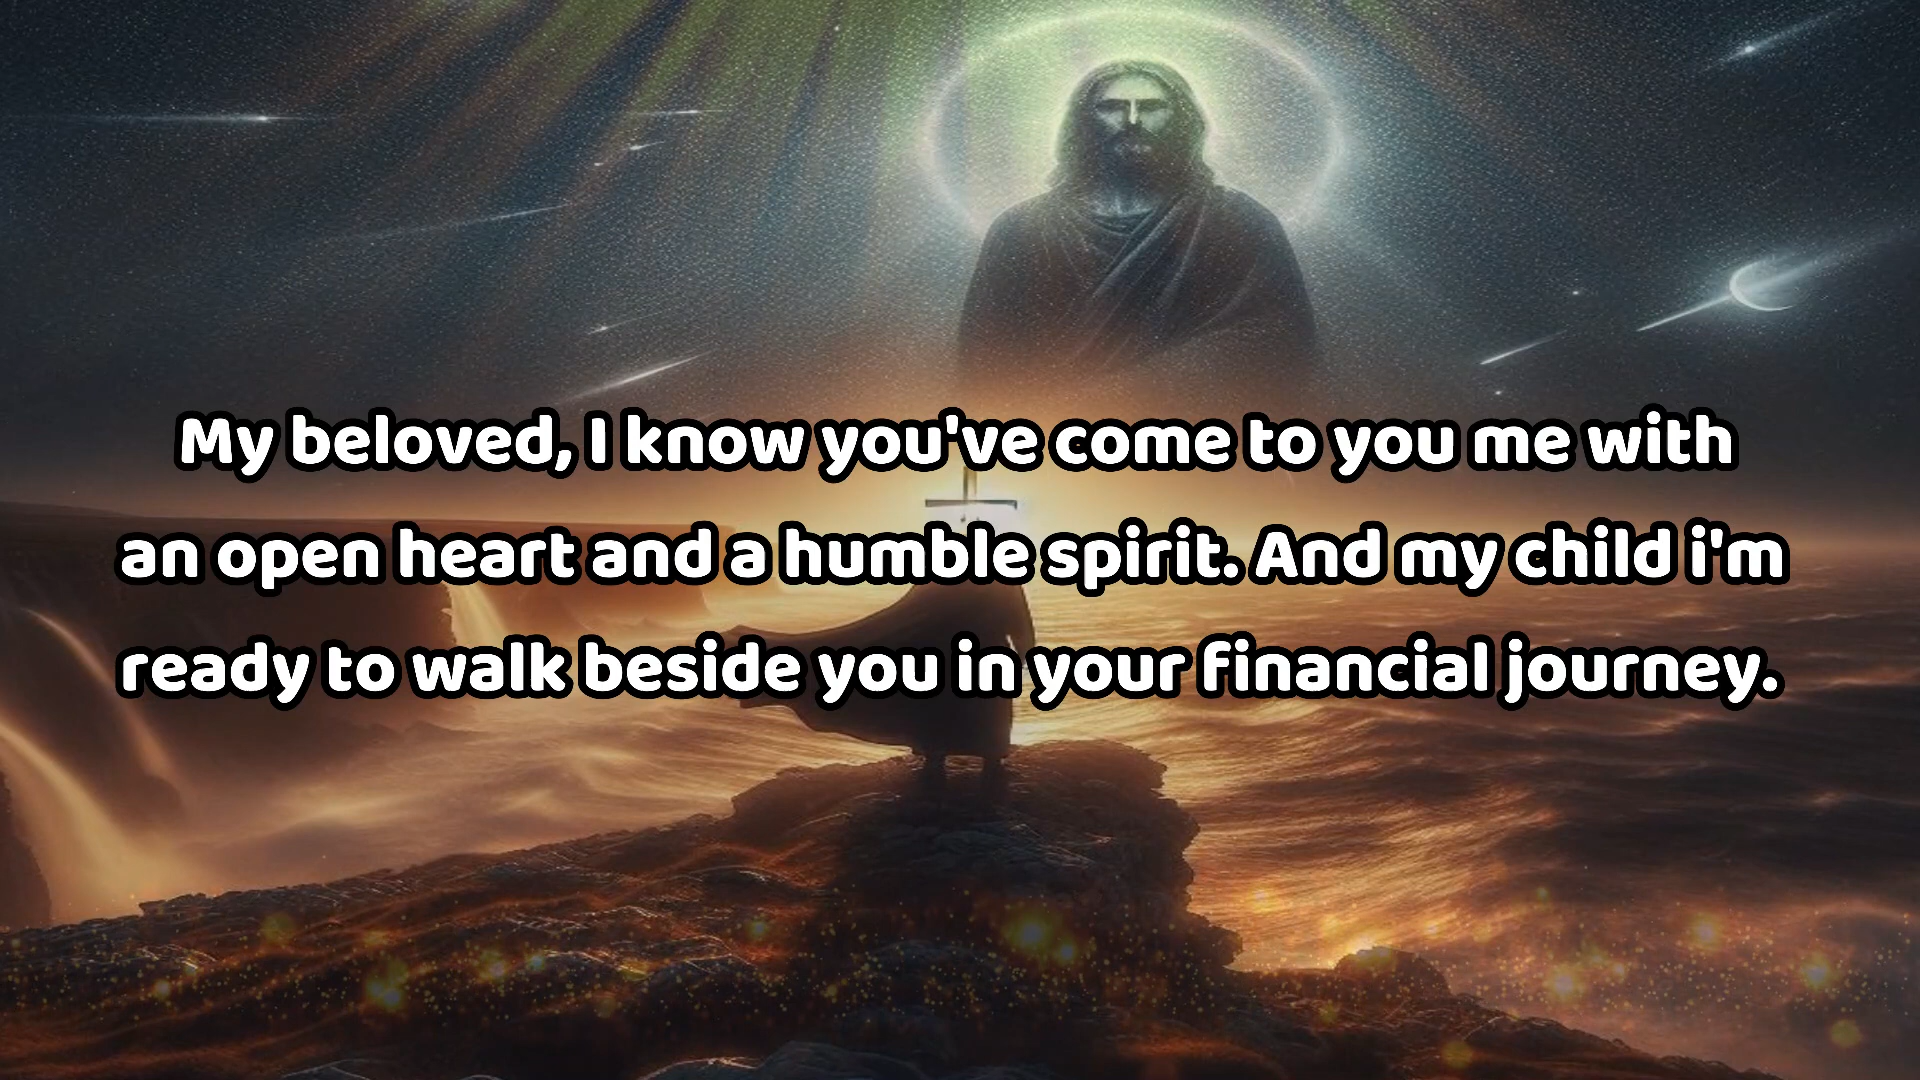 My beloved, I know you've come to you me with
an open heart and a humble spirit. And my child i'm
ready to walk beside you in your financial journey.